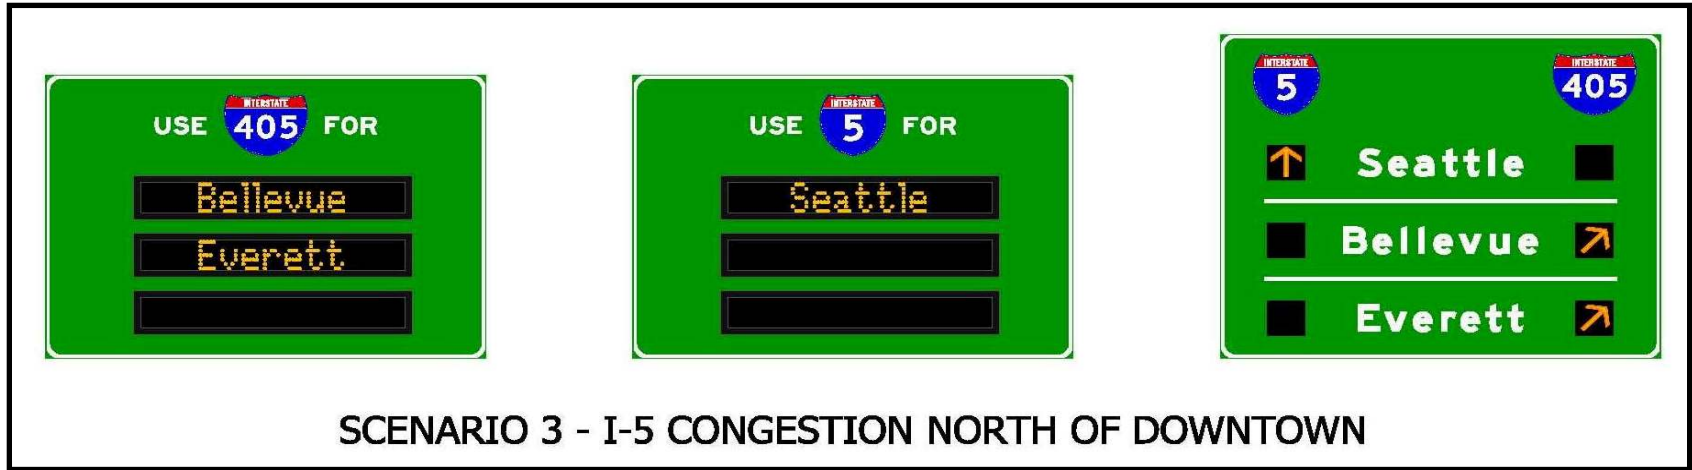 USE INTERSTATE 405 FOR
Bellevue
Everett
USE INTERSTATE 5 FOR
Seattle
INTERSTATE 5
INTERSTATE 405
Seattle
Bellevue
Everett
SCENARIO 3 - I-5 CONGESTION NORTH OF DOWNTOWN